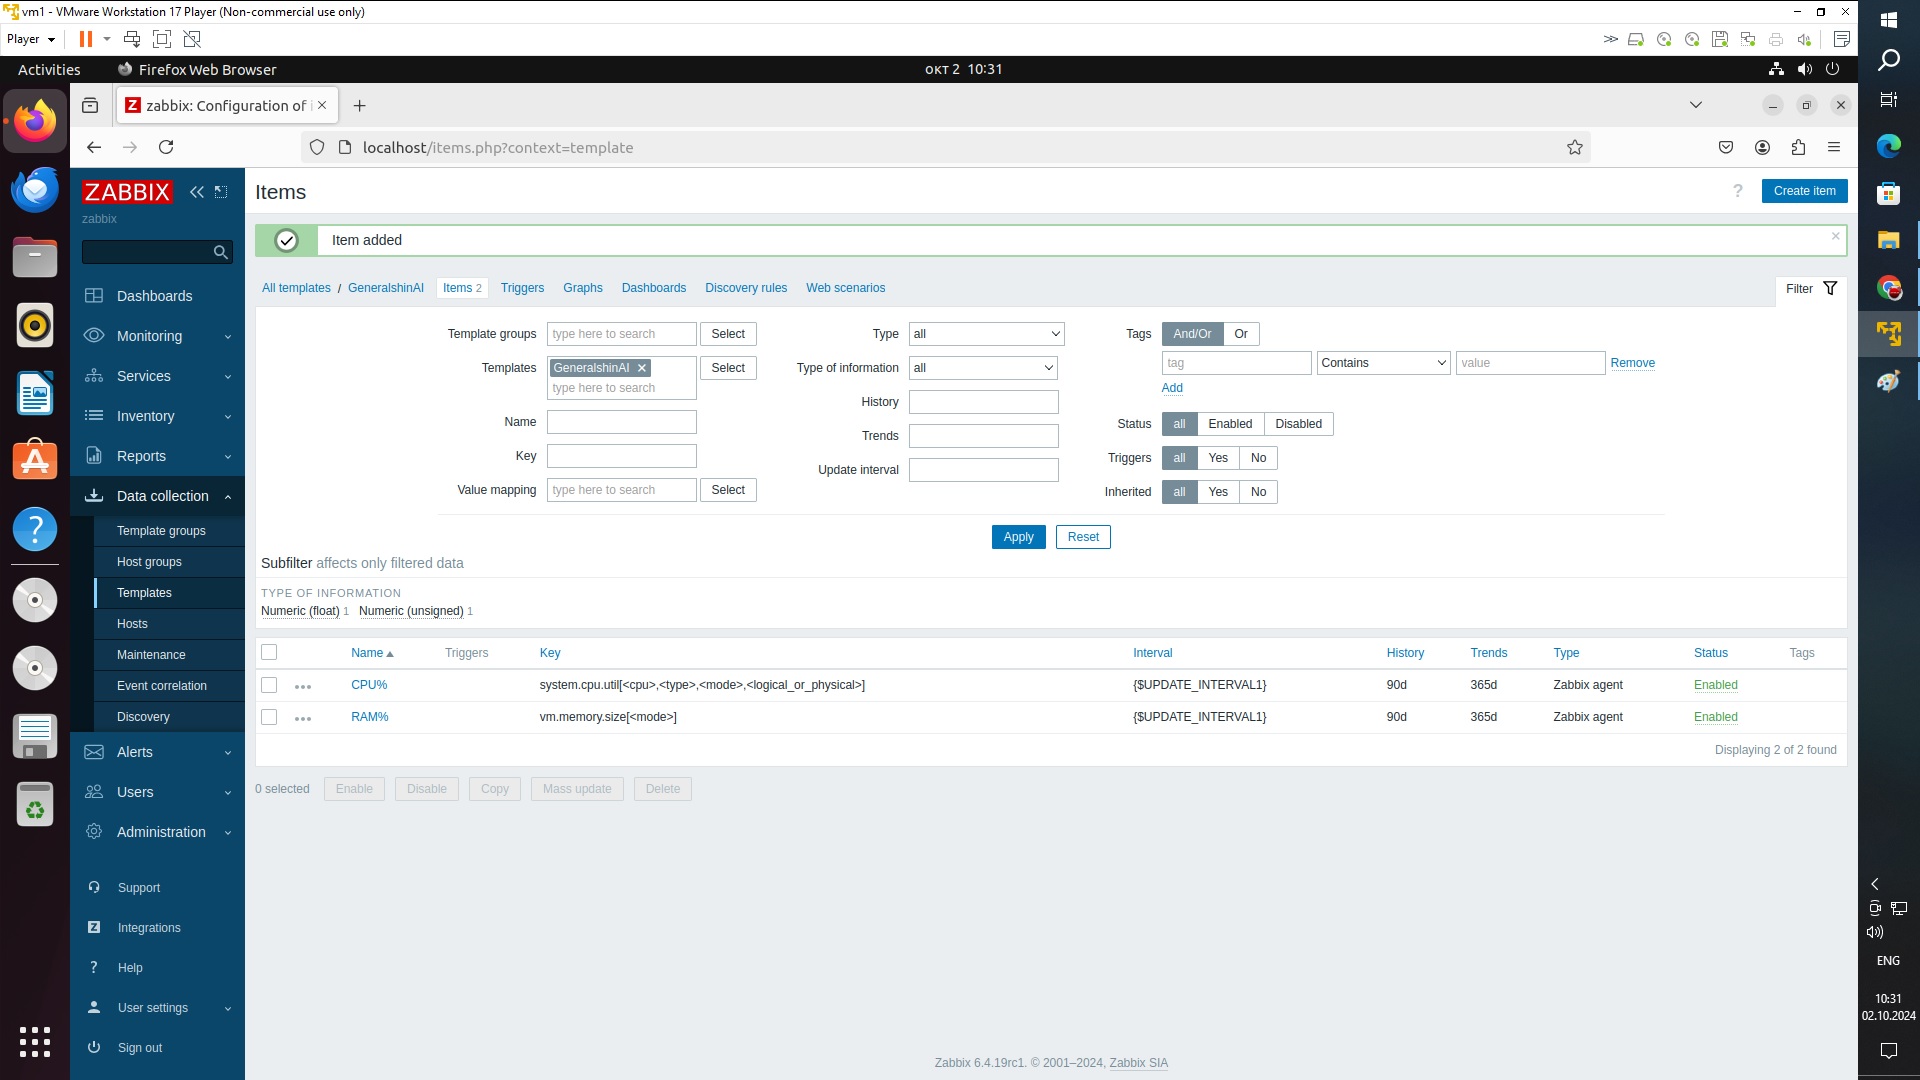 vm1 - VMware Workstation 17 Player (Non-commercial use only)
Player
Activities
Firefox Web Browser
окт 2 10:31
zabbix: Configuration of i
localhost/items.php?context=template
ZABBIX
zabbix
Dashboards
Monitoring
Services
Inventory
Reports
Data collection
Template groups
Host groups
Templates
Hosts
Maintenance
Event correlation
Discovery
Alerts
Users
Administration
Support
Integrations
Help
User settings
Sign out
Items
Create item
Item added
All templates / GeneralshinAI Items 2 Triggers Graphs Dashboards Discovery rules Web scenarios
Filter
Template groups type here to search Select
Templates GeneralshinAI Select
type here to search
Name
Key
Value mapping type here to search Select
Type all
Type of information all
History
Trends
Update interval
Tags And/Or Or
tag Contains value Remove
Add
Status all Enabled Disabled
Triggers all Yes No
Inherited all Yes No
Apply Reset
Subfilter affects only filtered data
TYPE OF INFORMATION
Numeric (float) 1 Numeric (unsigned) 1
Name Triggers Key Interval History Trends Type Status Tags
CPU% system.cpu.util[<cpu>,<type>,<mode>,<logical_or_physical>] {$UPDATE_INTERVAL1} 90d 365d Zabbix agent Enabled
RAM% vm.memory.size[<mode>] {$UPDATE_INTERVAL1} 90d 365d Zabbix agent Enabled
Displaying 2 of 2 found
0 selected Enable Disable Copy Mass update Delete
Zabbix 6.4.19rc1. © 2001–2024, Zabbix SIA
ENG
10:31
02.10.2024